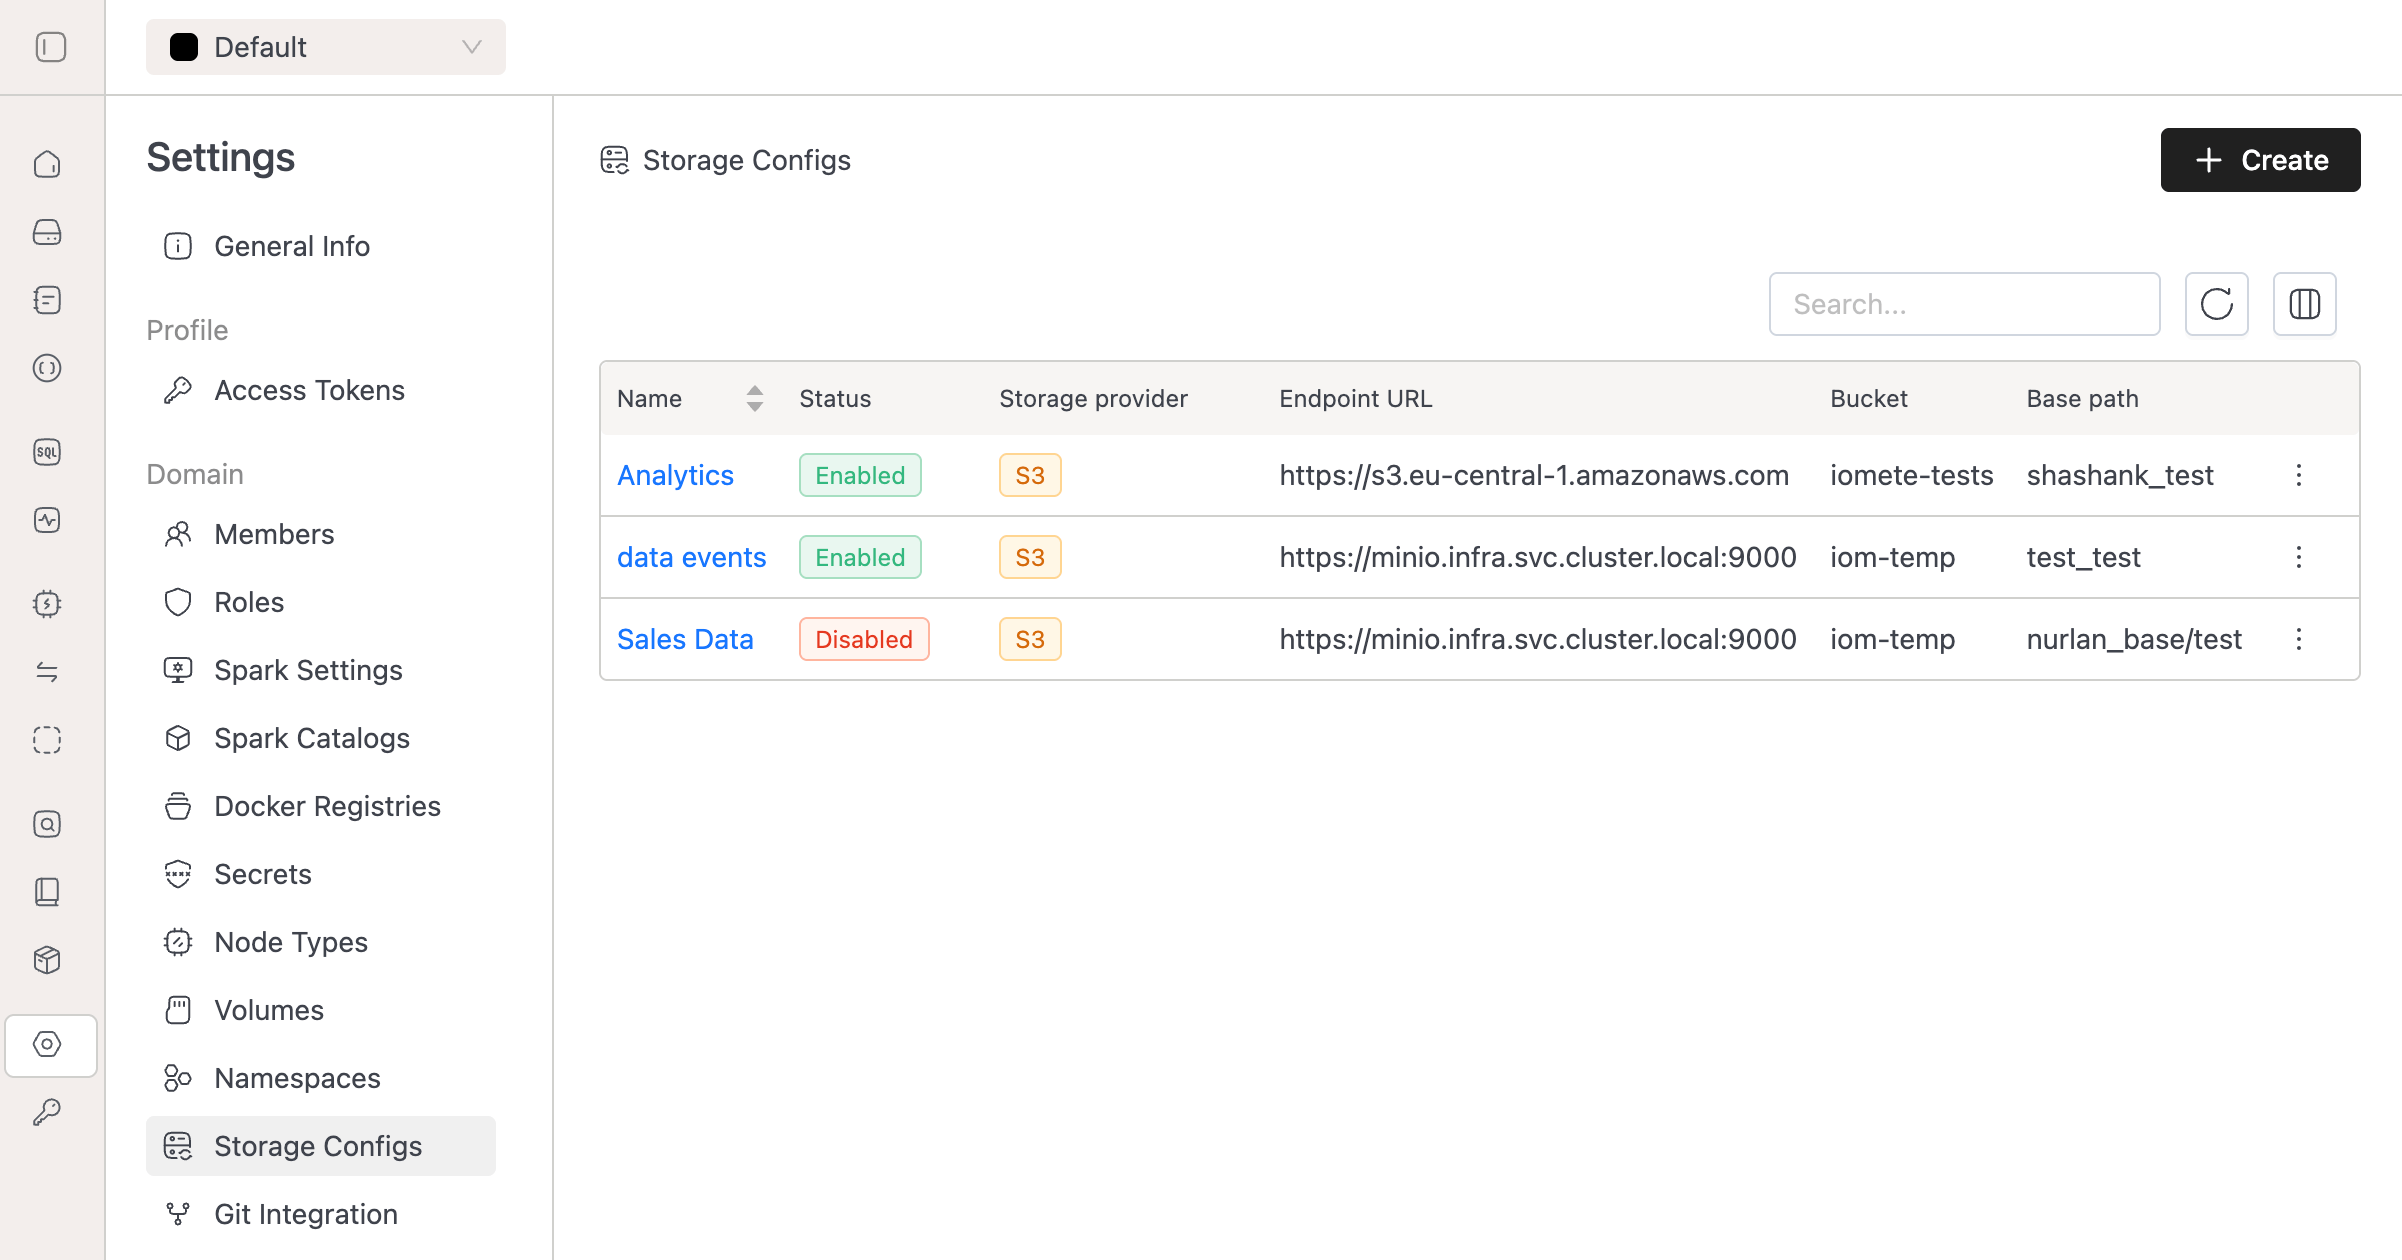 Default
Settings
General Info
Profile
Access Tokens
Domain
Members
Roles
Spark Settings
Spark Catalogs
Docker Registries
Secrets
Node Types
Volumes
Namespaces
Storage Configs
Git Integration
SQL
Storage Configs
+ Create
Search...
Name Status Storage provider Endpoint URL Bucket Base path
Analytics Enabled S3 https://s3.eu-central-1.amazonaws.com iomete-tests shashank_test
data events Enabled S3 https://minio.infra.svc.cluster.local:9000 iom-temp test_test
Sales Data Disabled S3 https://minio.infra.svc.cluster.local:9000 iom-temp nurlan_base/test